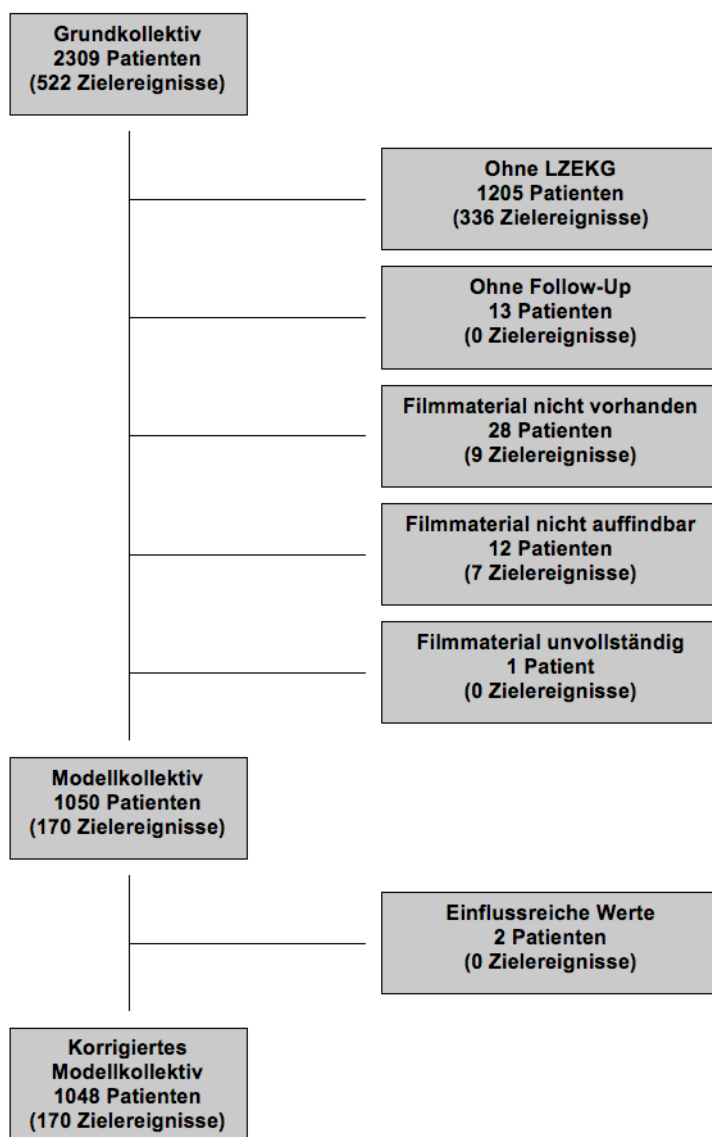 Grundkollektiv
2309 Patienten
(522 Zielereignisse)
Ohne LZEKG
1205 Patienten
(336 Zielereignisse)
Ohne Follow-Up
13 Patienten
(0 Zielereignisse)
Filmmaterial nicht vorhanden
28 Patienten
(9 Zielereignisse)
Filmmaterial nicht auffindbar
12 Patienten
(7 Zielereignisse)
Filmmaterial unvollständig
1 Patient
(0 Zielereignisse)
Modellkollektiv
1050 Patienten
(170 Zielereignisse)
Einflussreiche Werte
2 Patienten
(0 Zielereignisse)
Korrigiertes
Modellkollektiv
1048 Patienten
(170 Zielereignisse)